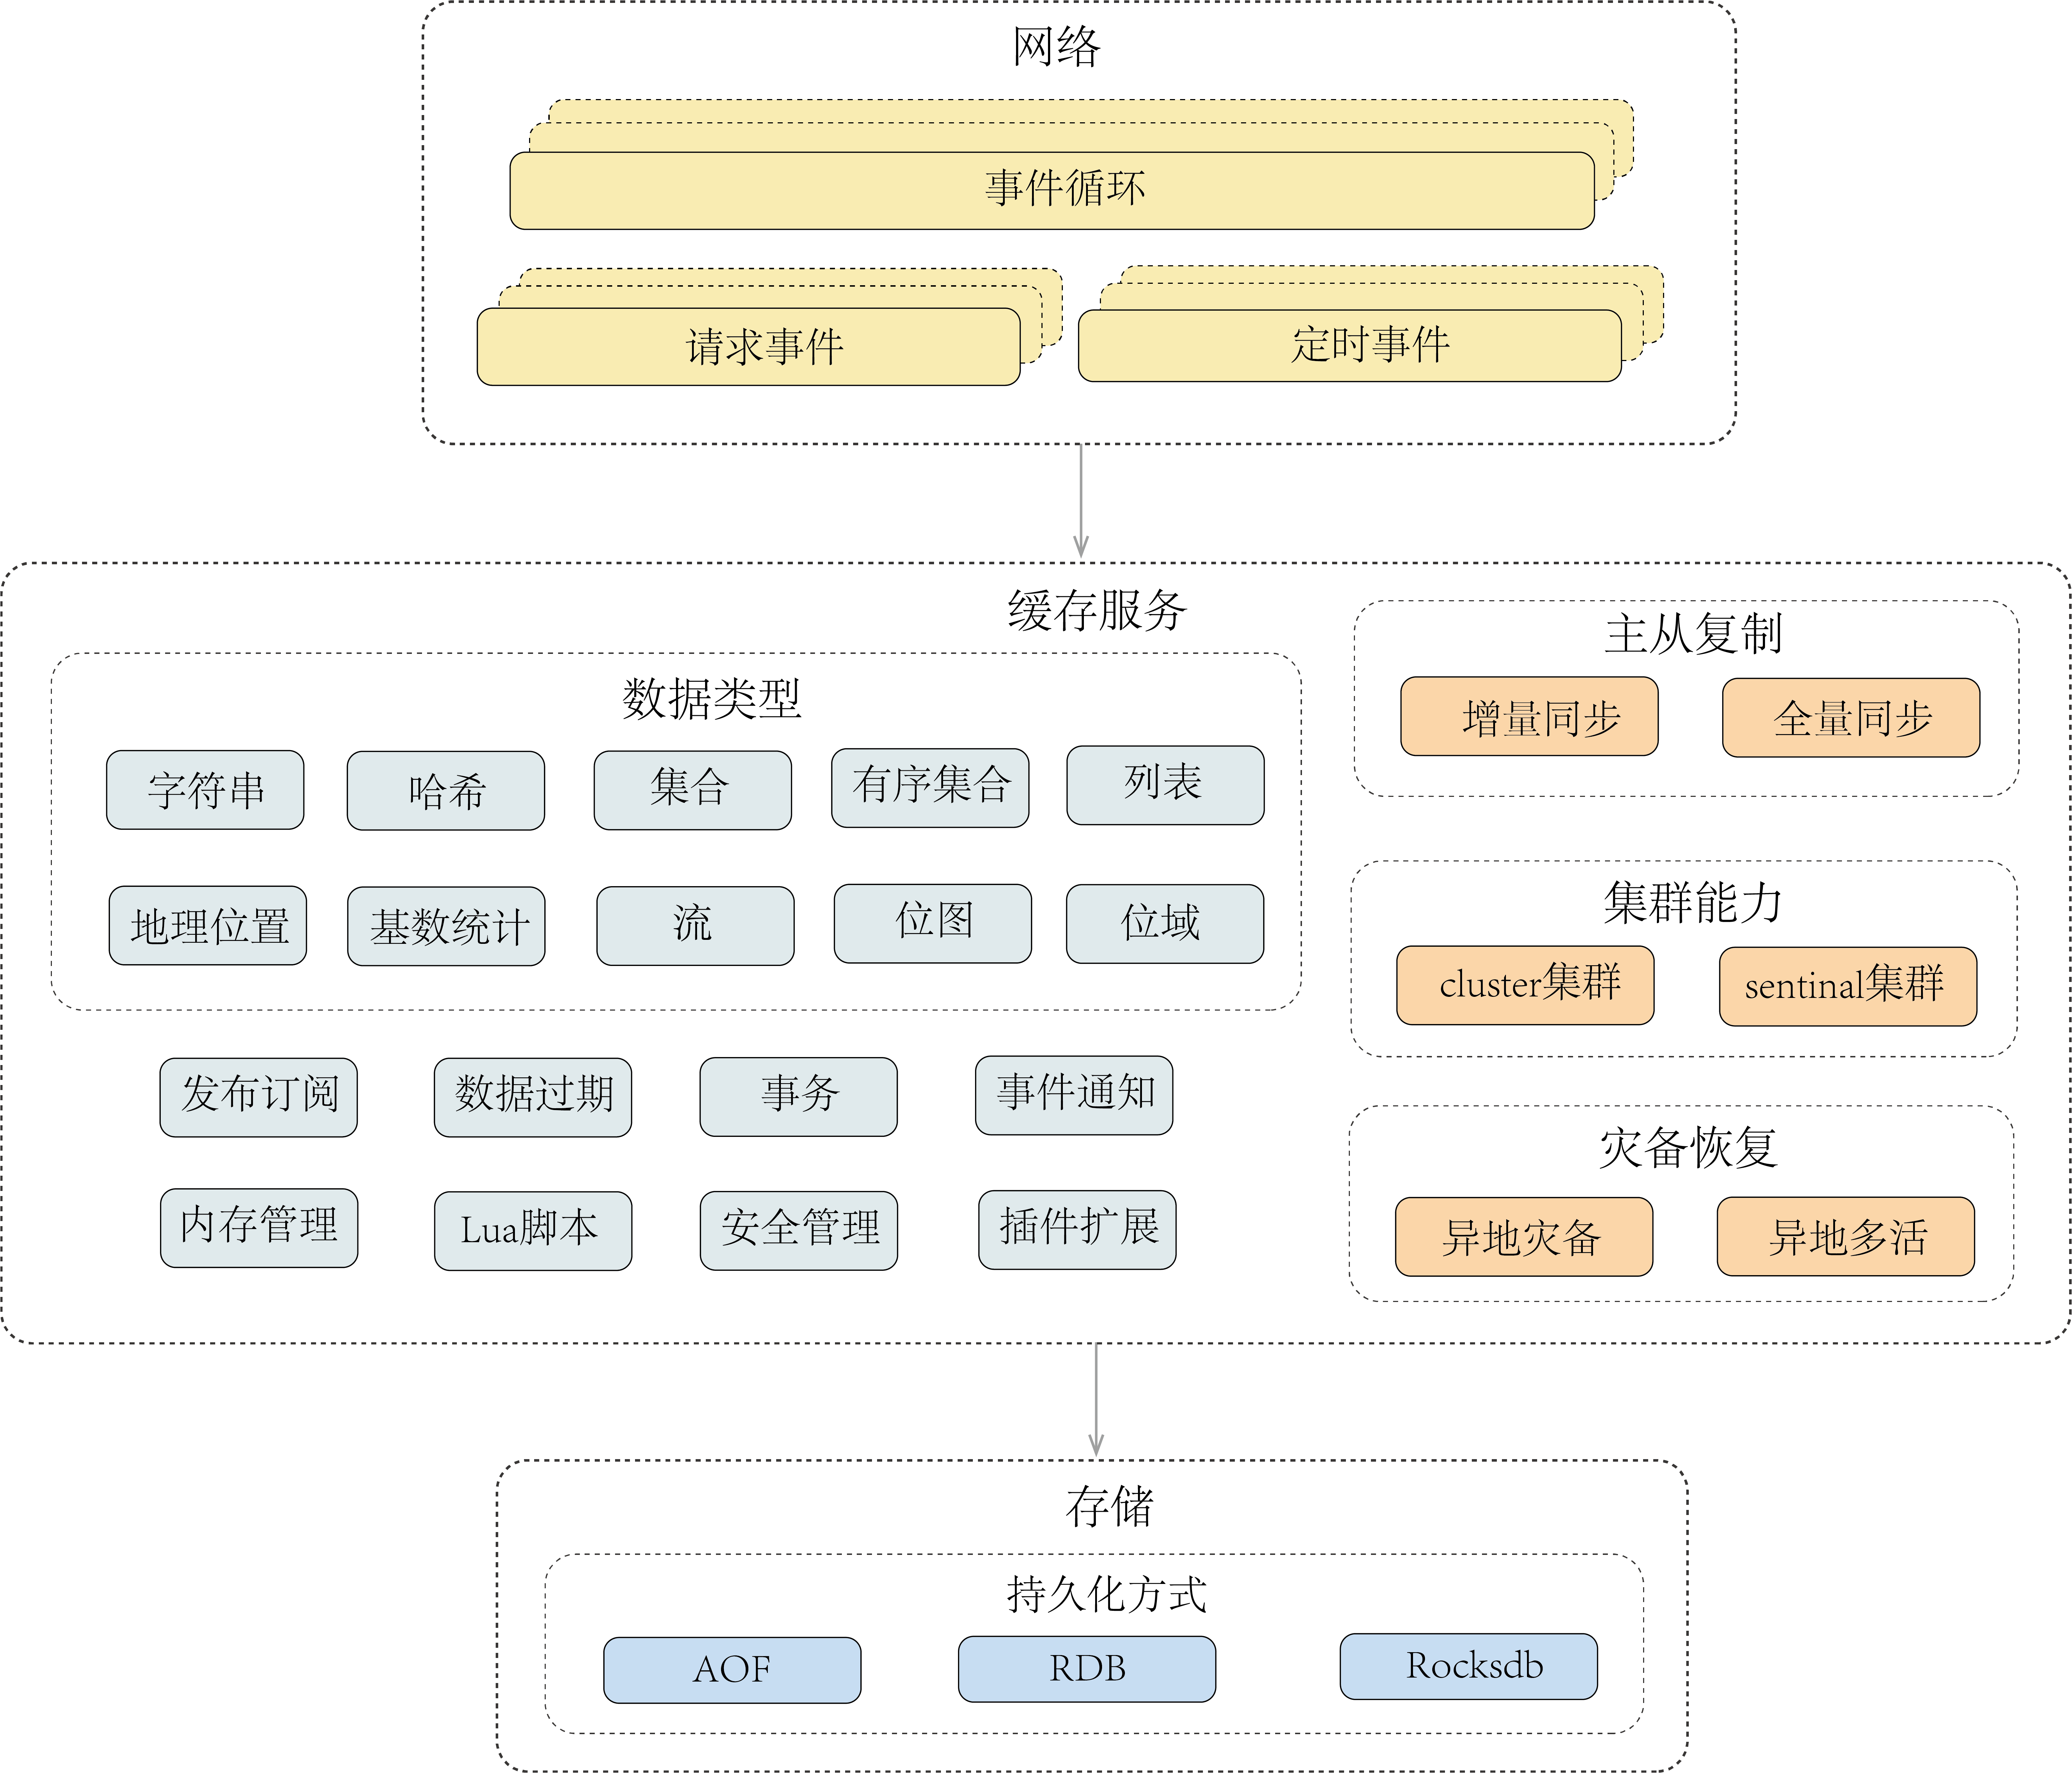 网络
事件循环
请求事件
定时事件
缓存服务
数据类型
字符串
哈希
集合
有序集合
列表
地理位置
基数统计
流
位图
位域
发布订阅
数据过期
事务
事件通知
内存管理
Lua脚本
安全管理
插件扩展
主从复制
增量同步
全量同步
集群能力
cluster集群
sentinal集群
灾备恢复
异地灾备
异地多活
存储
持久化方式
AOF
RDB
Rocksdb